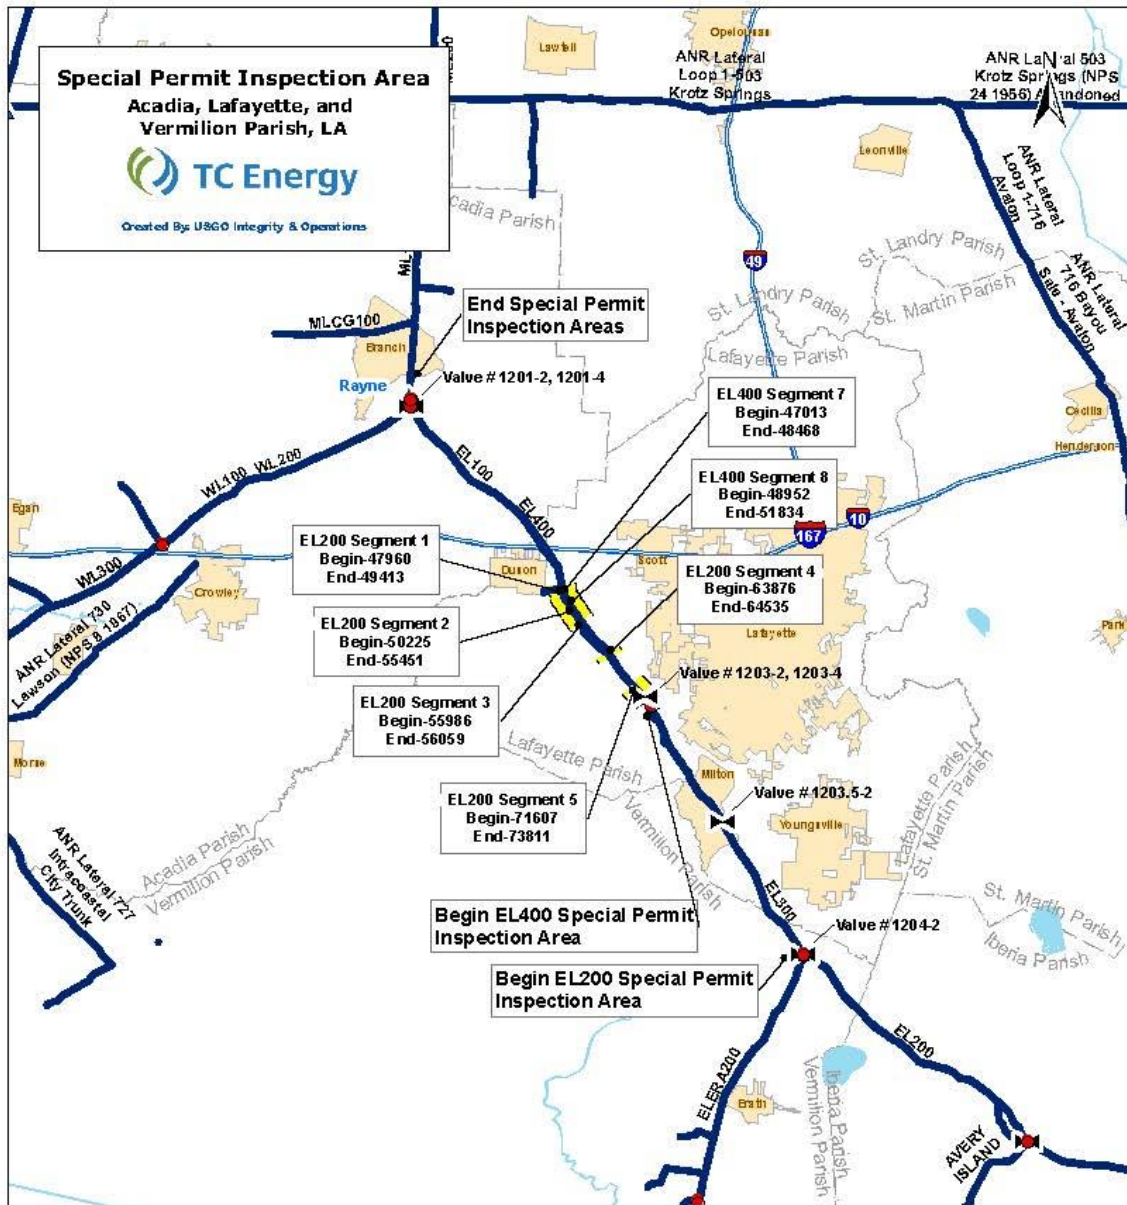 Special Permit Inspection Area
Acadia, Lafayette, and
Vermilion Parish, LA
TC Energy
Created By: USGO Integrity & Operations
Lawtell
Opelousas
ANR Lateral
Loop 1-503
Krotz Springs
N
ANR Lateral 503
Krotz Springs (NPS
24 1956) Abandoned
Leonville
ANR Lateral
Loop 1-716
Avalon
ANR Lateral
716 Bayou
Sale - Avalon
Acadia Parish
St. Landry Parish
St. Martin Parish
49
St. Landry Parish
Lafayette Parish
MLCG100
Branch
End Special Permit
Inspection Areas
Rayne
Valve # 1201-2, 1201-4
EL400 Segment 7
Begin-47013
End-48468
Cecilia
Henderson
EL100
WL100 WL200
EL400 Segment 8
Begin-48952
End-51834
Egan
EL400
167
10
EL200 Segment 1
Begin-47960
End-49413
Duson
Scott
WL300
Crowley
EL200 Segment 4
Begin-63876
End-64535
EL200 Segment 2
Begin-50225
End-55451
Lafayette
Park
ANR Lateral 730
Lawson (NPS 8 1967)
Valve # 1203-2, 1203-4
EL200 Segment 3
Begin-55986
End-56059
Lafayette Parish
Vermilion Parish
Morse
Milton
Lafayette Parish
St. Martin Parish
EL200 Segment 5
Begin-71607
End-73811
Valve # 1203.5-2
Youngsville
Acadia Parish
Vermilion Parish
ANR Lateral 727
Intracoastal
City Trunk
EL300
St. Martin Parish
Iberia Parish
Begin EL400 Special Permit
Inspection Area
Valve # 1204-2
Begin EL200 Special Permit
Inspection Area
EL200
ELERA200
Erath
Iberia Parish
Vermilion Parish
AVERY
ISLAND